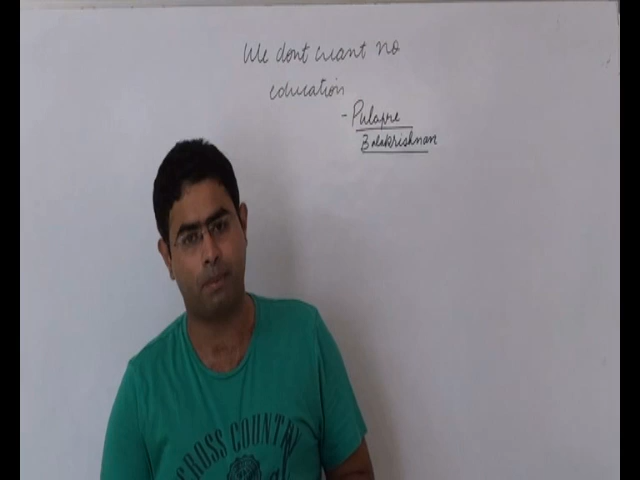 We dont want no
education
- Pulapre
Balakrishnan
CROSS COUNTRY